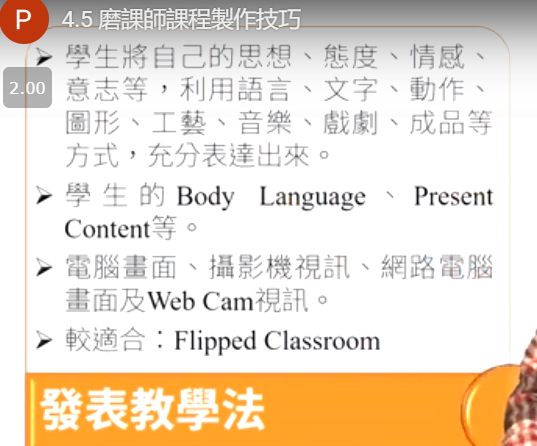 P 4.5 磨課師課程製作技巧
➢ 學生將自己的思想、態度、情感、
2.00 意志等，利用語言、文字、動作、
圖形、工藝、音樂、戲劇、成品等
方式，充分表達出來。
➢ 學生的 Body Language、Present
Content等。
➢ 電腦畫面、攝影機視訊、網路電腦
畫面及Web Cam視訊。
➢ 較適合：Flipped Classroom
發表教學法